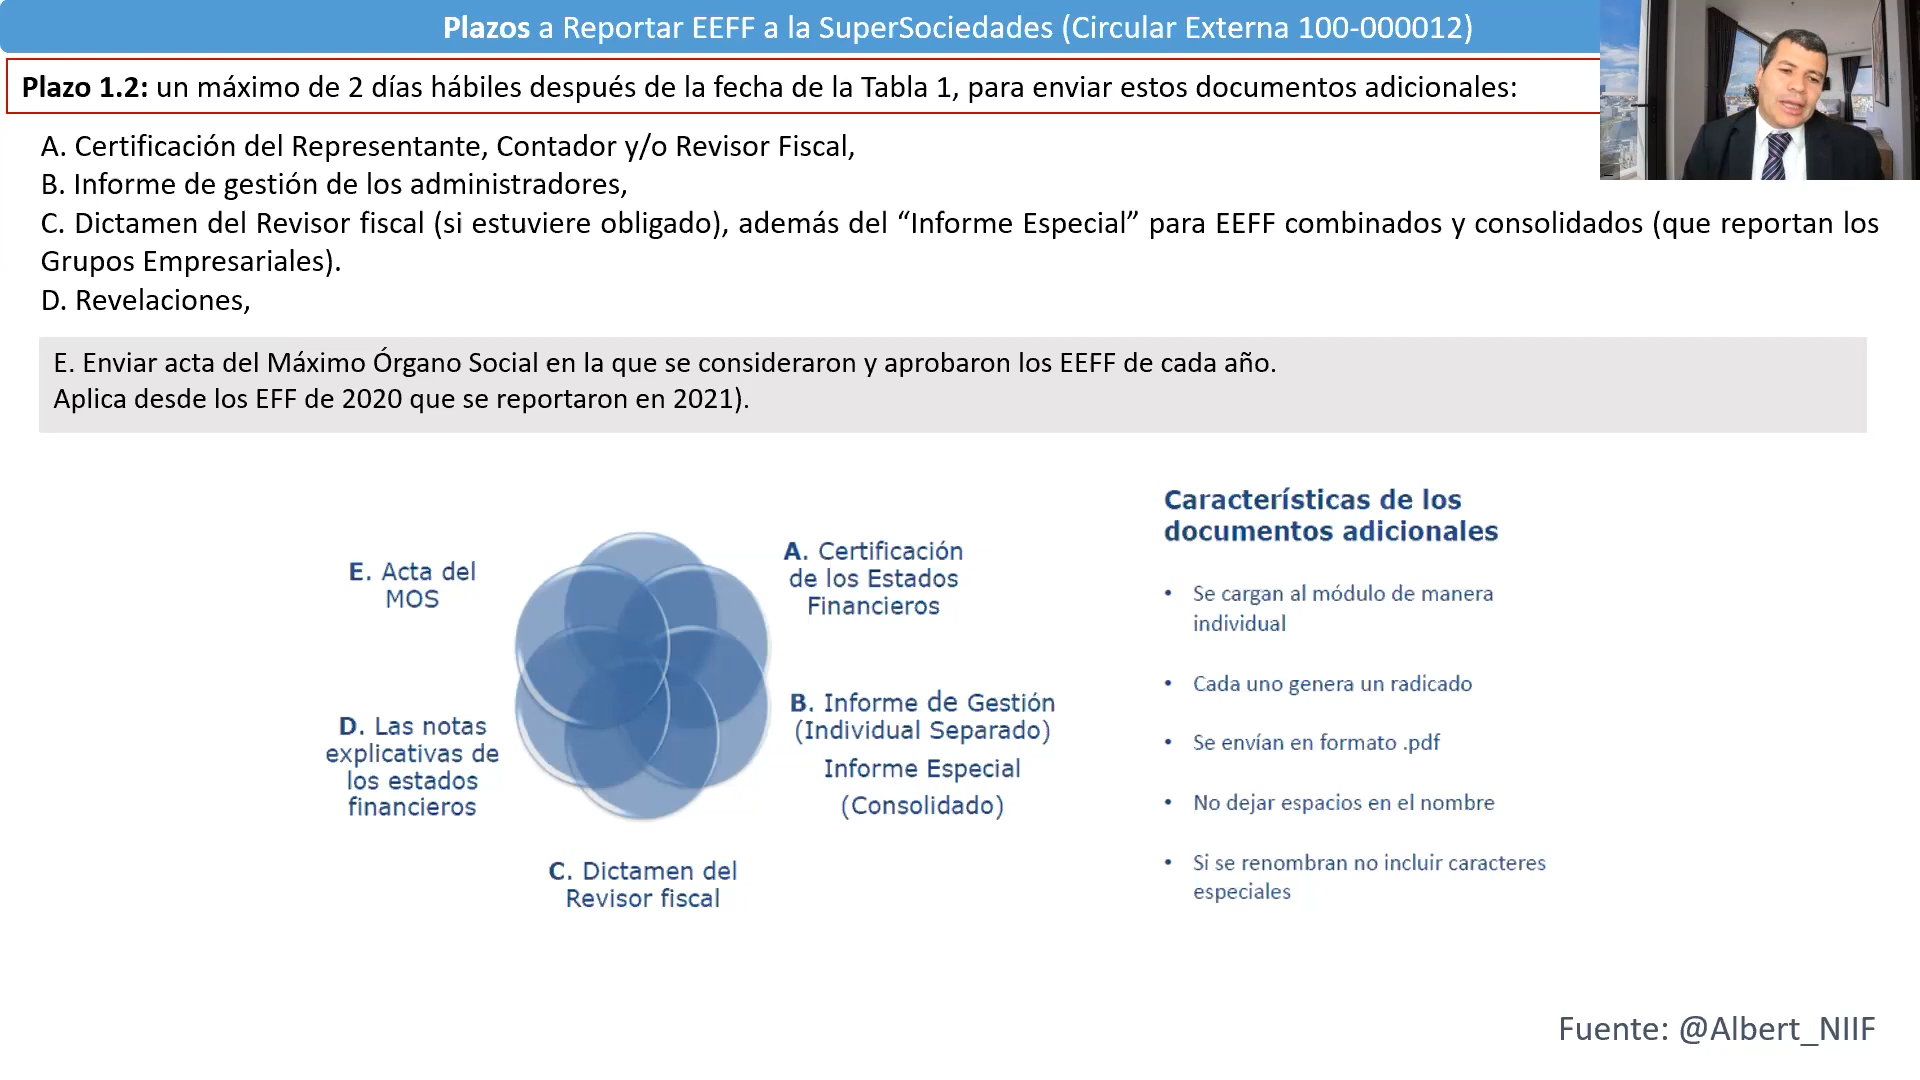 Plazos a Reportar EEFF a la SuperSociedades (Circular Externa 100-000012)
Plazo 1.2: un máximo de 2 días hábiles después de la fecha de la Tabla 1, para enviar estos documentos adicionales:
A. Certificación del Representante, Contador y/o Revisor Fiscal,
B. Informe de gestión de los administradores,
C. Dictamen del Revisor fiscal (si estuviere obligado), además del “Informe Especial” para EEFF combinados y consolidados (que reportan los
Grupos Empresariales).
D. Revelaciones,
E. Enviar acta del Máximo Órgano Social en la que se consideraron y aprobaron los EEFF de cada año.
Aplica desde los EFF de 2020 que se reportaron en 2021).
E. Acta del
MOS
A. Certificación
de los Estados
Financieros
D. Las notas
explicativas de
los estados
financieros
B. Informe de Gestión
(Individual Separado)
Informe Especial
(Consolidado)
C. Dictamen del
Revisor fiscal
Características de los
documentos adicionales
• Se cargan al módulo de manera
individual
• Cada uno genera un radicado
• Se envían en formato .pdf
• No dejar espacios en el nombre
• Si se renombran no incluir caracteres
especiales
Fuente: @Albert_NIIF